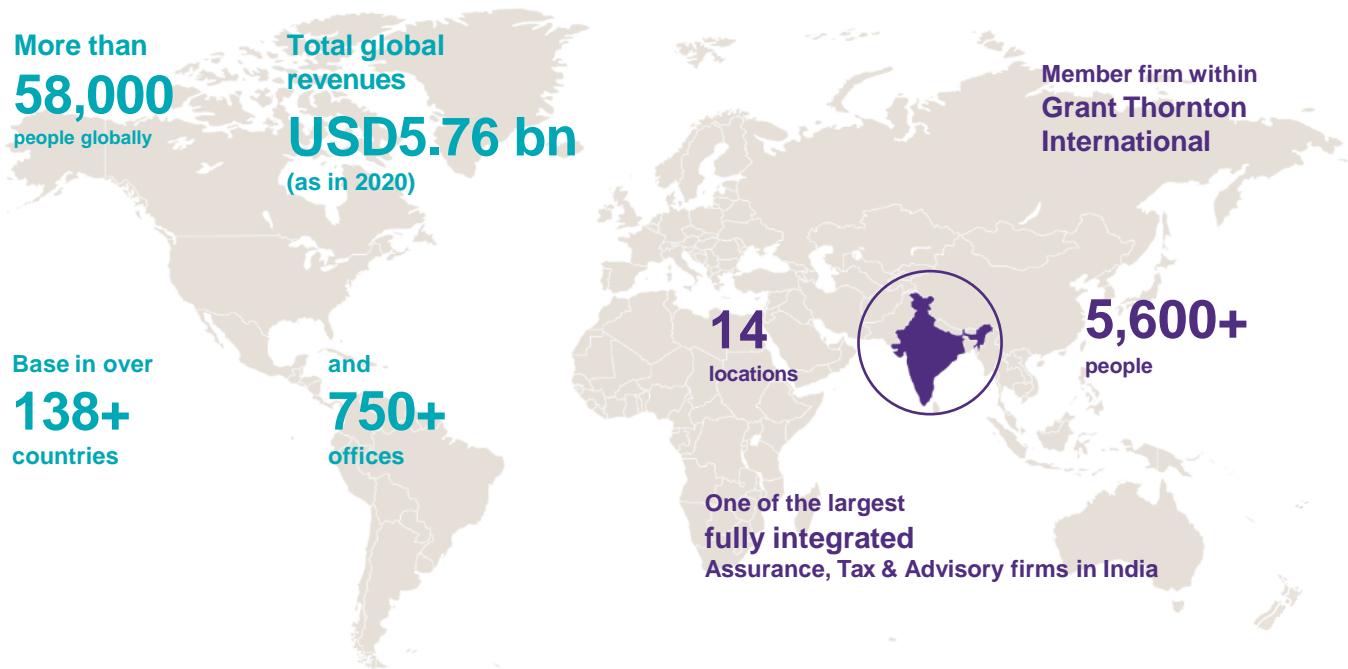 More than
58,000
people globally
Total global
revenues
USD5.76 bn
(as in 2020)
Member firm within
Grant Thornton
International
14
locations
5,600+
people
Base in over
138+
countries
and
750+
offices
One of the largest
fully integrated
Assurance, Tax & Advisory firms in India